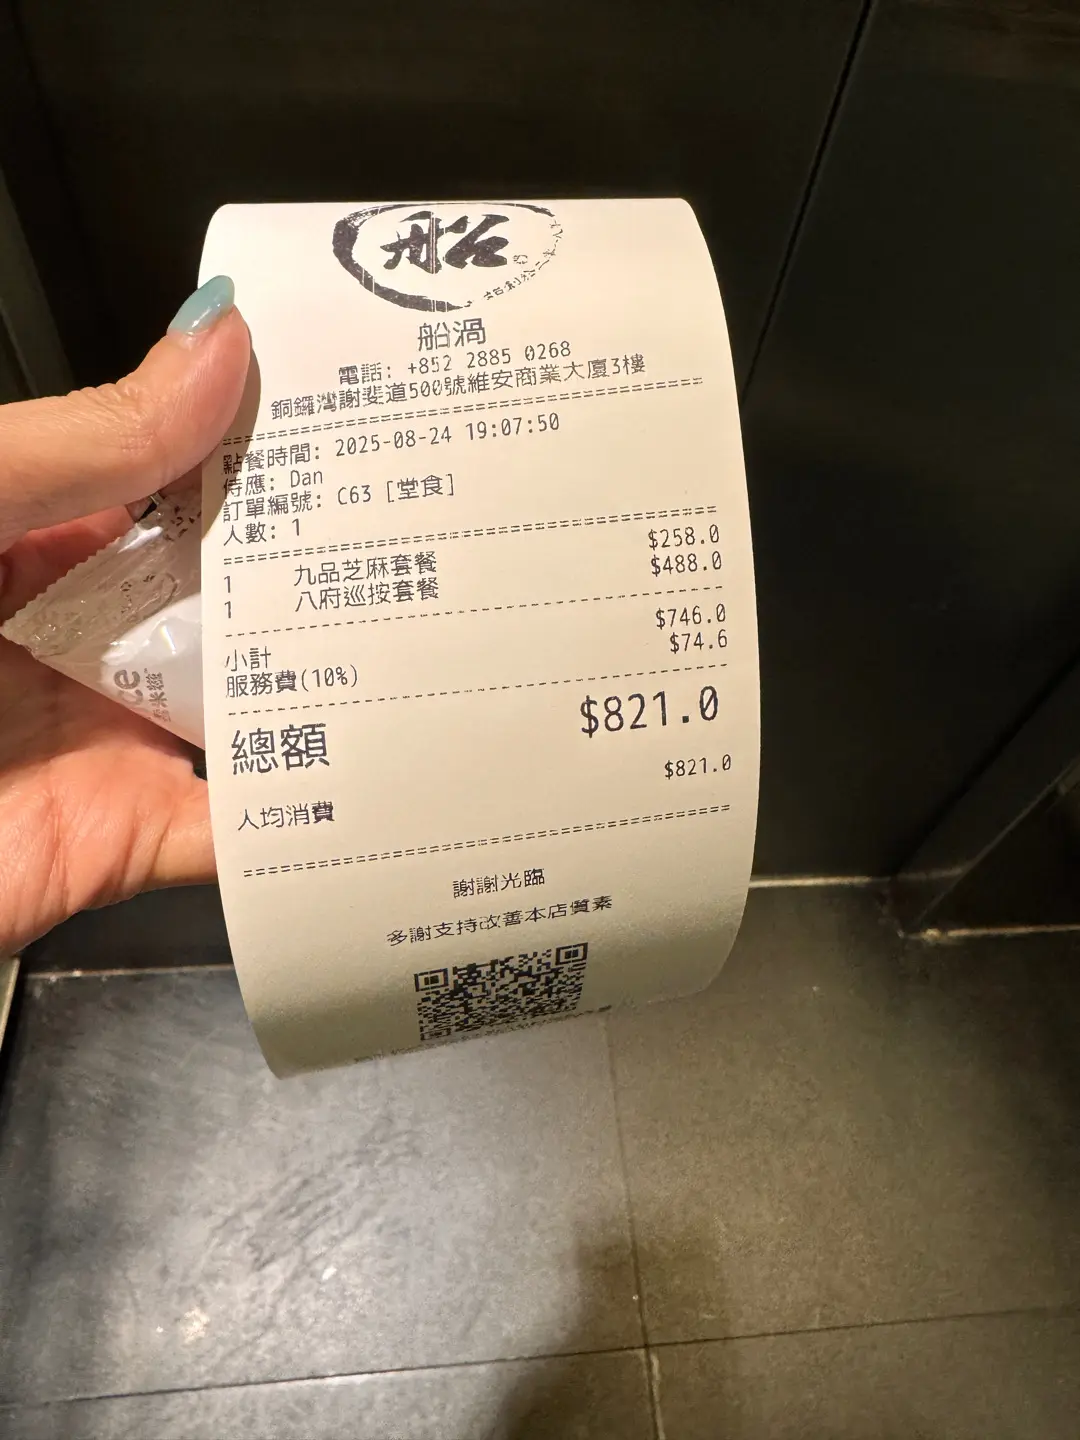 船
船渦
電話: +852 2885 0268
銅鑼灣謝斐道500號維安商業大廈3樓
點餐時間: 2025-08-24 19:07:50
侍應: Dan
訂單編號: C63 [堂食]
人數: 1
1 九品芝麻套餐 $258.0
1 八府巡按套餐 $488.0
小計 $746.0
服務費(10%) $74.6
總額 $821.0
人均消費 $821.0
謝謝光臨
多謝支持改善本店質素